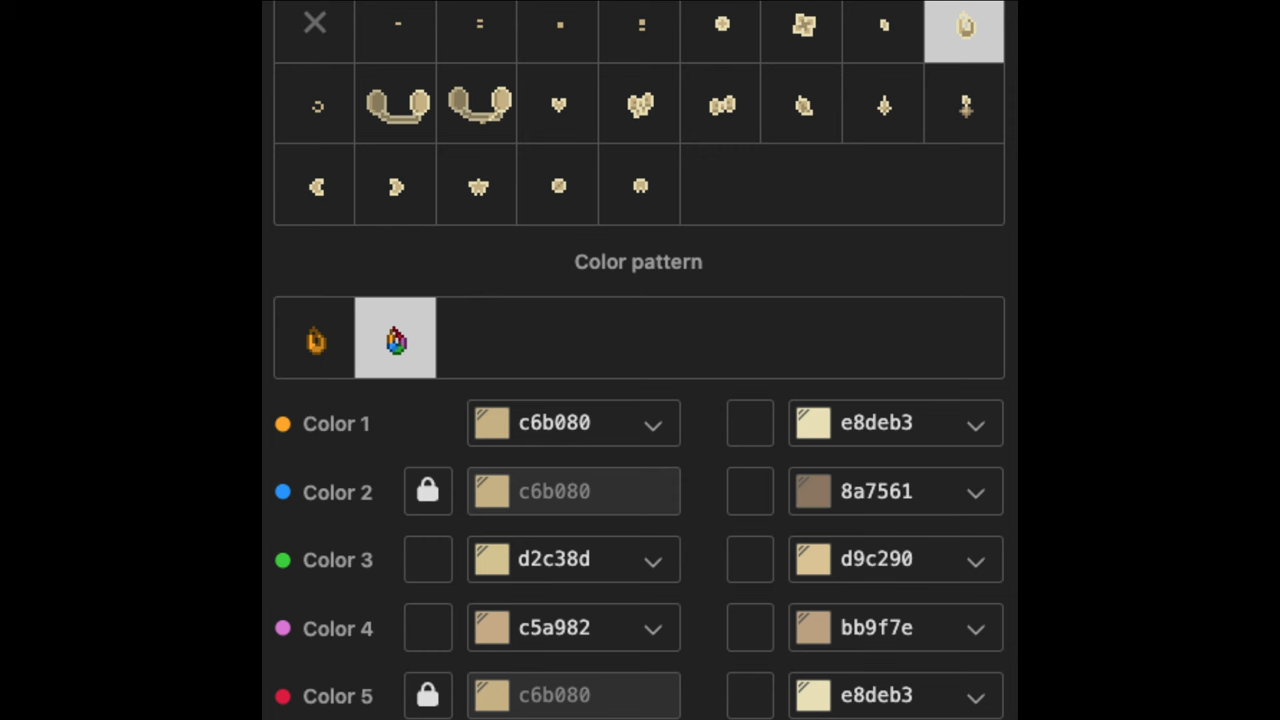 Color pattern
Color 1 c6b080 e8deb3
Color 2 c6b080 8a7561
Color 3 d2c38d d9c290
Color 4 c5a982 bb9f7e
Color 5 c6b080 e8deb3